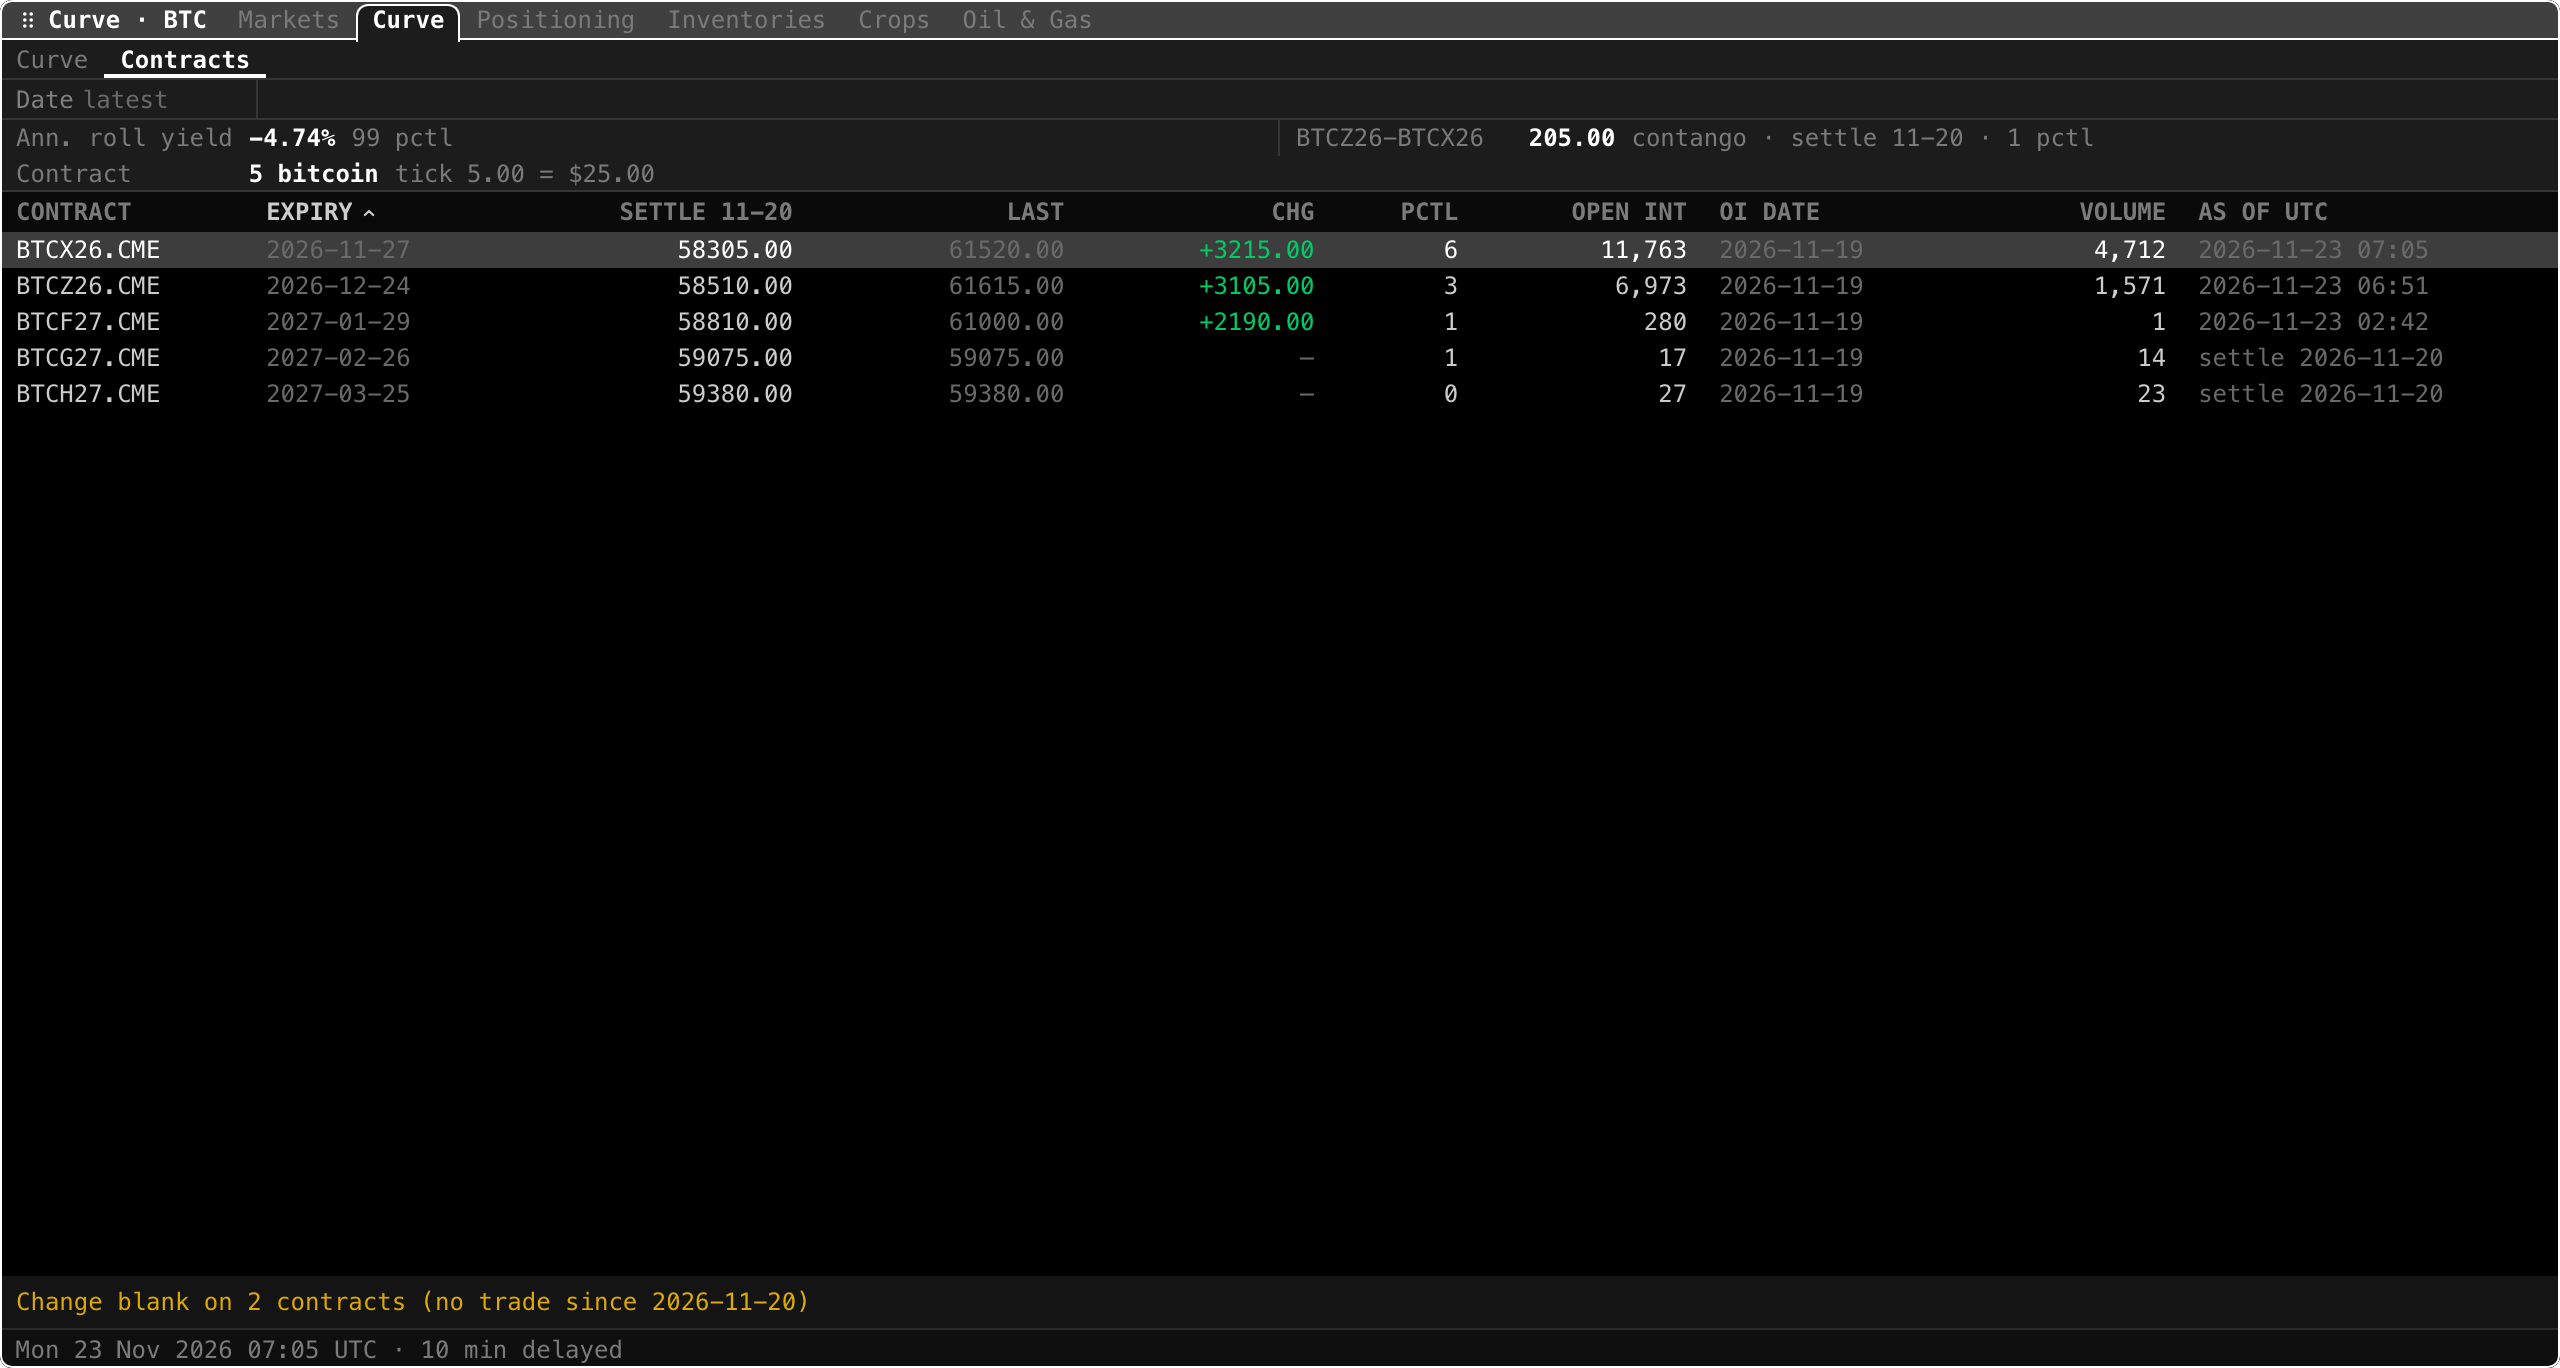 ⠿ Curve · BTC Markets Curve Positioning Inventories Crops Oil & Gas
Curve Contracts
Date latest
Ann. roll yield −4.74% 99 pctl BTCZ26−BTCX26 205.00 contango · settle 11−20 · 1 pctl
Contract 5 bitcoin tick 5.00 = $25.00
CONTRACT EXPIRY ^ SETTLE 11−20 LAST CHG PCTL OPEN INT OI DATE VOLUME AS OF UTC
BTCX26.CME 2026−11−27 58305.00 61520.00 +3215.00 6 11,763 2026−11−19 4,712 2026−11−23 07:05
BTCZ26.CME 2026−12−24 58510.00 61615.00 +3105.00 3 6,973 2026−11−19 1,571 2026−11−23 06:51
BTCF27.CME 2027−01−29 58810.00 61000.00 +2190.00 1 280 2026−11−19 1 2026−11−23 02:42
BTCG27.CME 2027−02−26 59075.00 59075.00 — 1 17 2026−11−19 14 settle 2026−11−20
BTCH27.CME 2027−03−25 59380.00 59380.00 — 0 27 2026−11−19 23 settle 2026−11−20
Change blank on 2 contracts (no trade since 2026−11−20)
Mon 23 Nov 2026 07:05 UTC · 10 min delayed